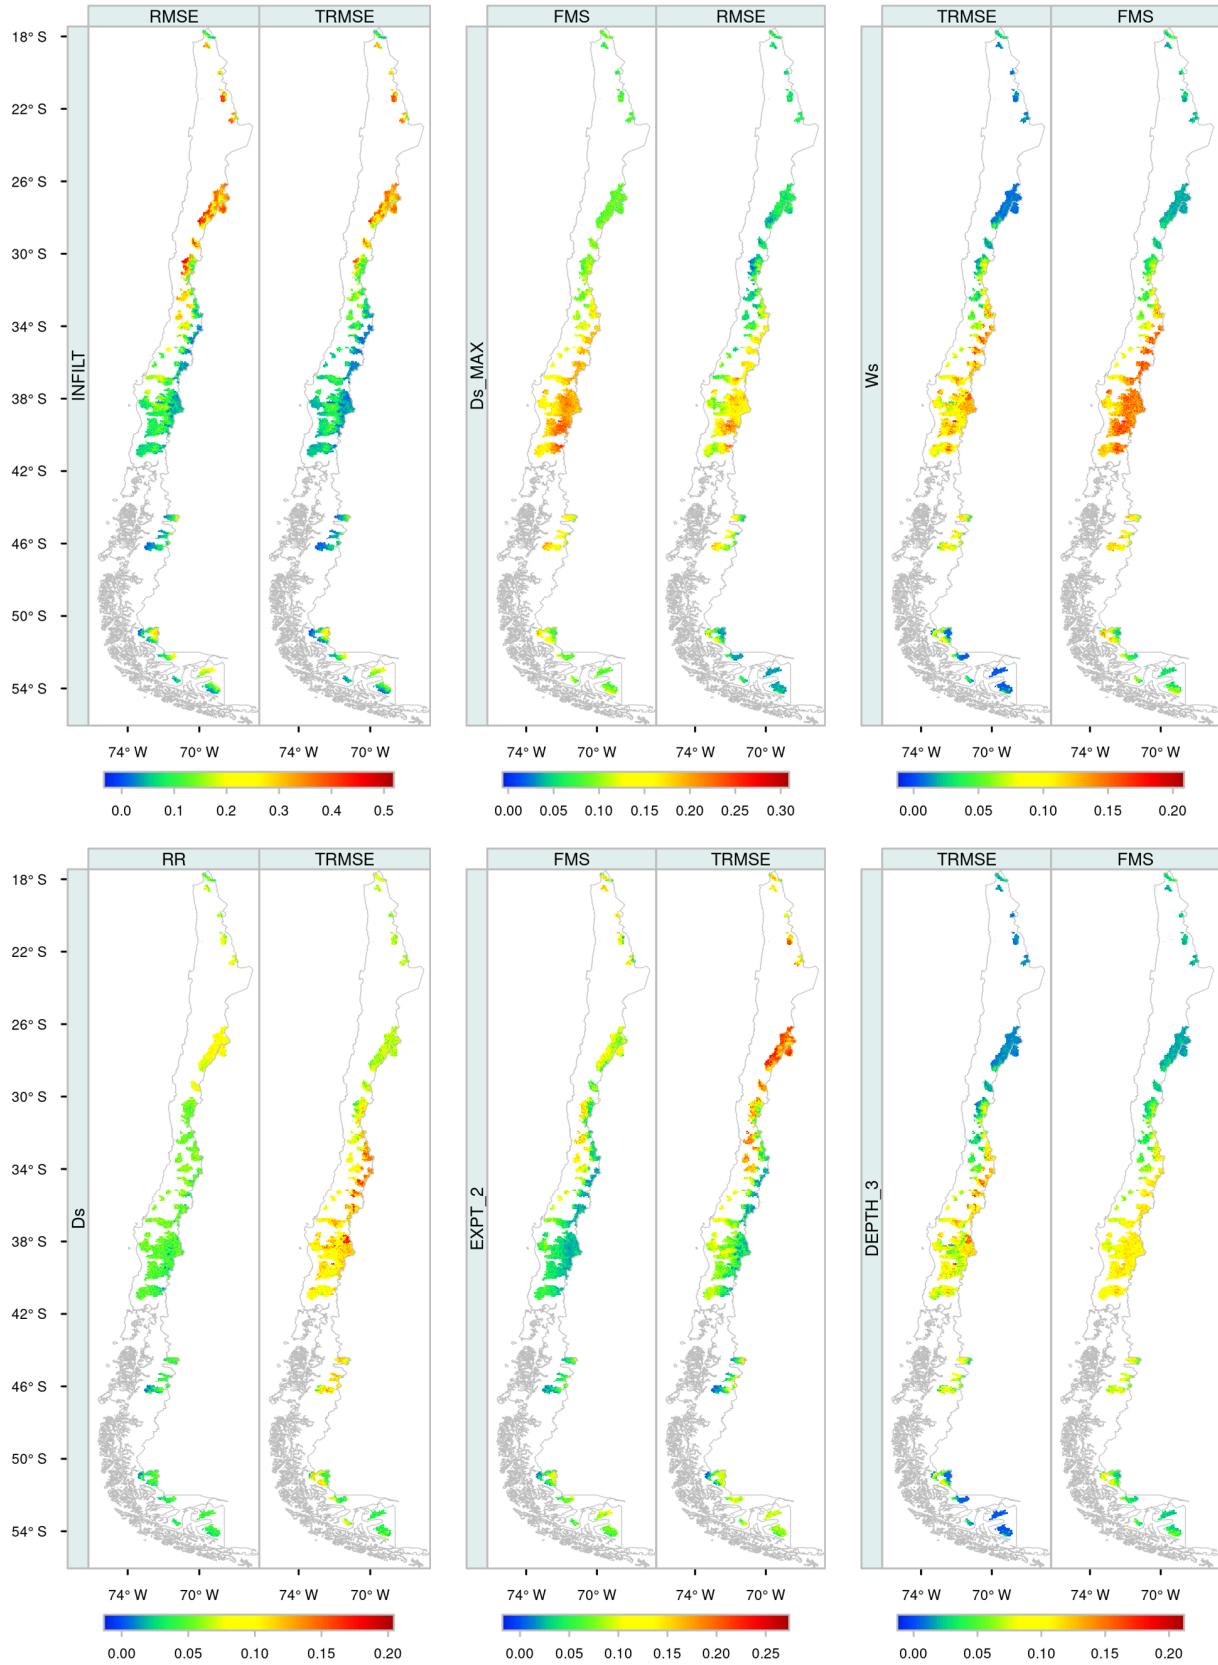 RMSE TRMSE FMS RMSE TRMSE FMS
18° S
22° S
26° S
30° S
34° S
38° S
42° S
46° S
50° S
54° S
INFILT
Ds_MAX
Ws
74° W 70° W 74° W 70° W 74° W 70° W 74° W 70° W 74° W 70° W 74° W 70° W
0.0 0.1 0.2 0.3 0.4 0.5
0.00 0.05 0.10 0.15 0.20 0.25 0.30
0.00 0.05 0.10 0.15 0.20
RR TRMSE FMS TRMSE TRMSE FMS
18° S
22° S
26° S
30° S
34° S
38° S
42° S
46° S
50° S
54° S
Ds
EXPT_2
DEPTH_3
74° W 70° W 74° W 70° W 74° W 70° W 74° W 70° W 74° W 70° W 74° W 70° W
0.00 0.05 0.10 0.15 0.20
0.00 0.05 0.10 0.15 0.20 0.25
0.00 0.05 0.10 0.15 0.20